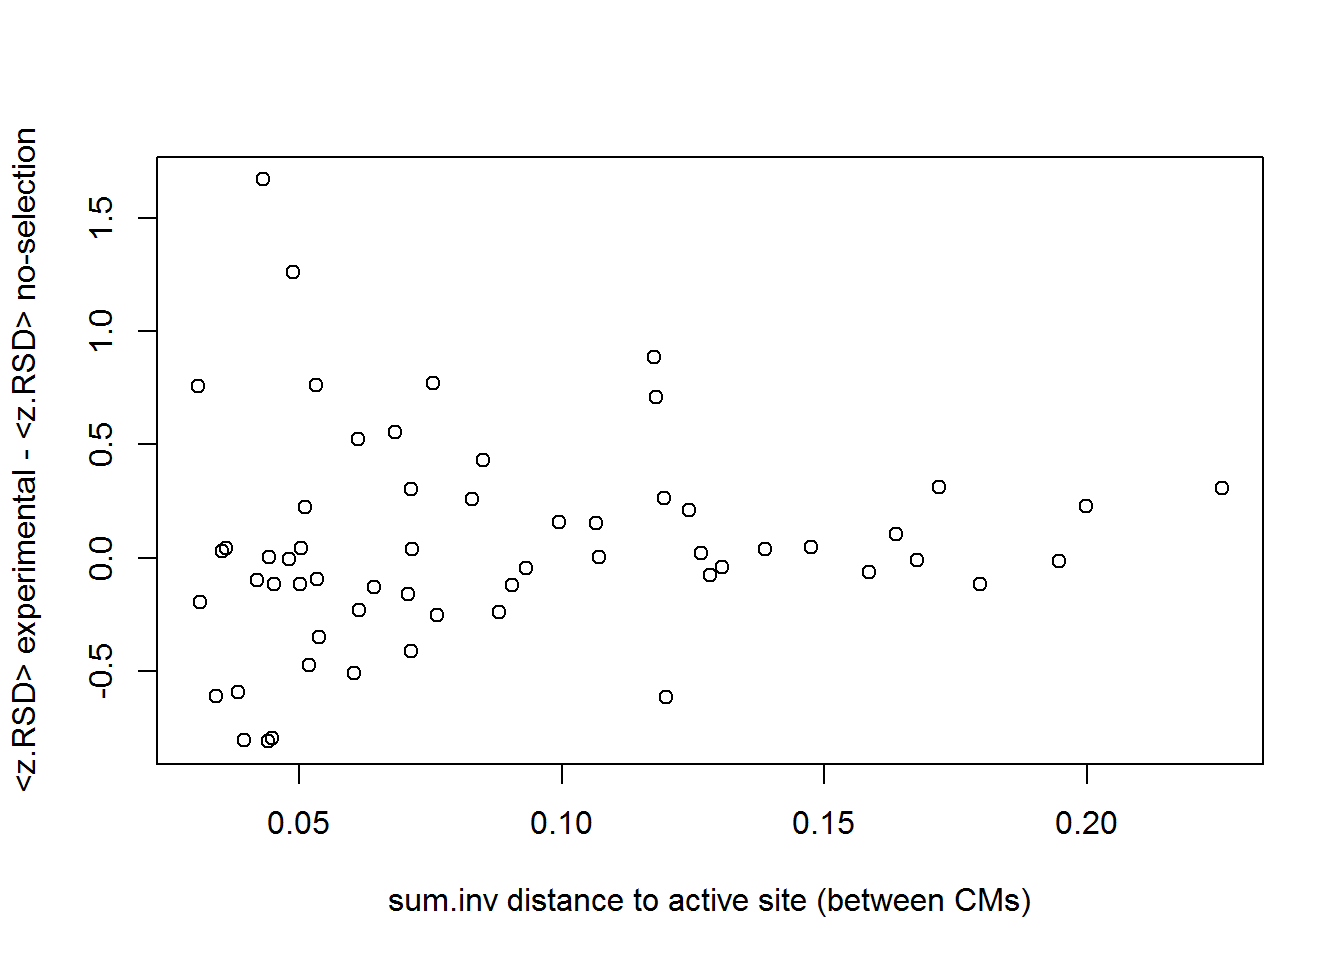 <z.RSD> experimental - <z.RSD> no-selection
1.5
1.0
0.5
0.0
-0.5
0.05 0.10 0.15 0.20
sum.inv distance to active site (between CMs)